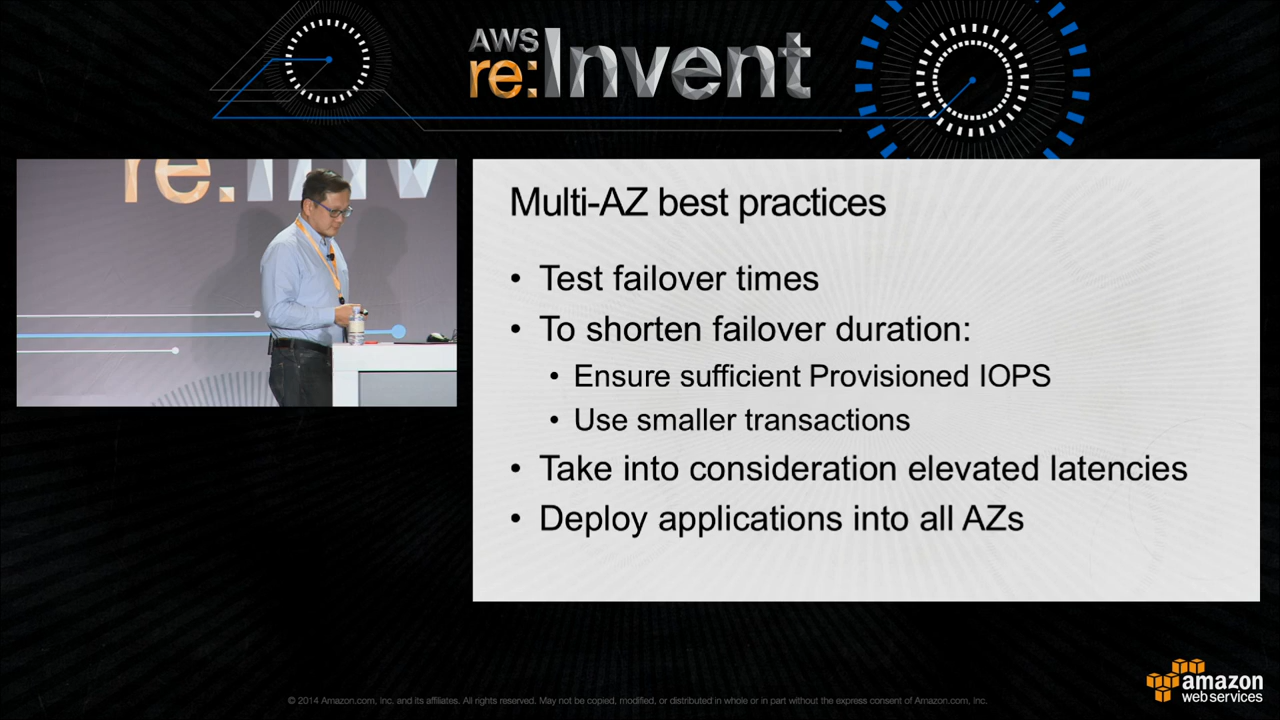 AWS
re:Invent
re:Inv
Multi-AZ best practices
• Test failover times
• To shorten failover duration:
• Ensure sufficient Provisioned IOPS
• Use smaller transactions
• Take into consideration elevated latencies
• Deploy applications into all AZs
amazon
web services
© 2014 Amazon.com, Inc. and its affiliates. All rights reserved. May not be copied, modified, or distributed in whole or in part without the express consent of Amazon.com, Inc.